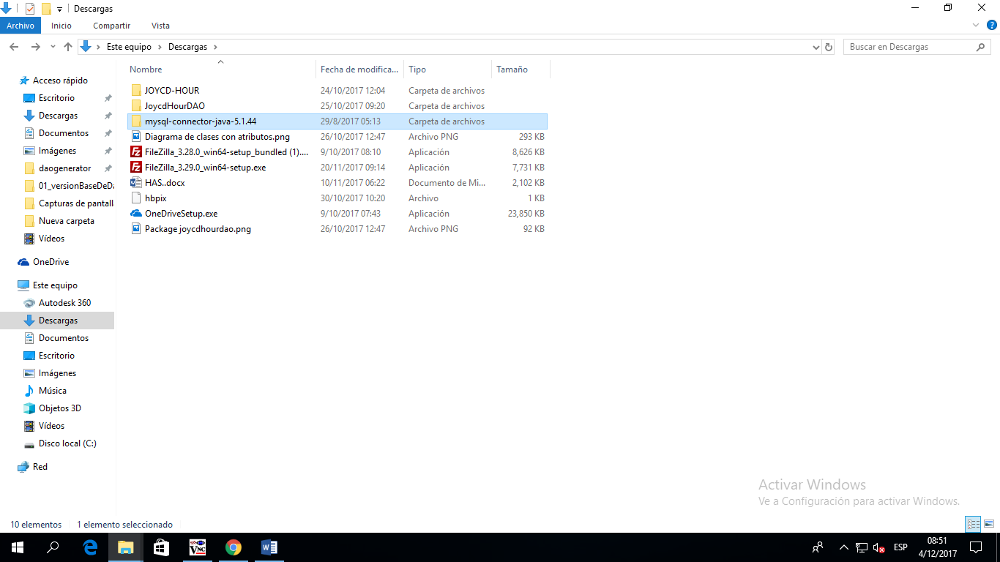 Descargas
Archivo Inicio Compartir Vista
Este equipo Descargas Buscar en Descargas
Nombre Fecha de modifica... Tipo Tamaño
JOYCD-HOUR 24/10/2017 12:04 Carpeta de archivos
JoycdHourDAO 25/10/2017 09:20 Carpeta de archivos
mysql-connector-java-5.1.44 29/8/2017 05:13 Carpeta de archivos
Diagrama de clases con atributos.png 26/10/2017 12:47 Archivo PNG 293 KB
FileZilla_3.28.0_win64-setup_bundled (1).... 9/10/2017 08:10 Aplicación 8,626 KB
FileZilla_3.29.0_win64-setup.exe 20/11/2017 09:14 Aplicación 7,731 KB
HAS..docx 10/11/2017 06:22 Documento de Mi... 2,102 KB
hbpix 30/10/2017 10:20 Archivo 1 KB
OneDriveSetup.exe 9/10/2017 07:43 Aplicación 23,850 KB
Package joycdhourdao.png 26/10/2017 12:47 Archivo PNG 92 KB
Acceso rápido
Escritorio
Descargas
Documentos
Imágenes
daogenerator
01_versionBaseDeDa
Capturas de pantall
Nueva carpeta
Vídeos
OneDrive
Este equipo
Autodesk 360
Descargas
Documentos
Escritorio
Imágenes
Música
Objetos 3D
Vídeos
Disco local (C:)
Red
Activar Windows
Ve a Configuración para activar Windows.
10 elementos 1 elemento seleccionado
VNC
ESP
08:51
4/12/2017